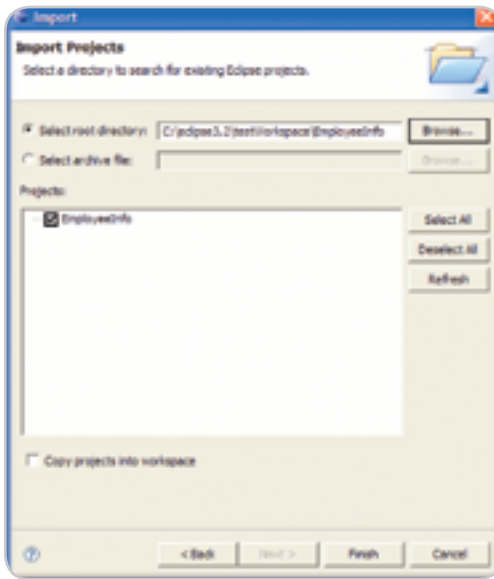 Import
Import Projects
Select a directory to search for existing Eclipse projects.
Select root directory: C:\eclipse3.2\testWorkspace\EmployeeInfo Browse...
Select archive file: Browse...
Projects:
EmployeeInfo
Select All
Deselect All
Refresh
Copy projects into workspace
< Back Next > Finish Cancel